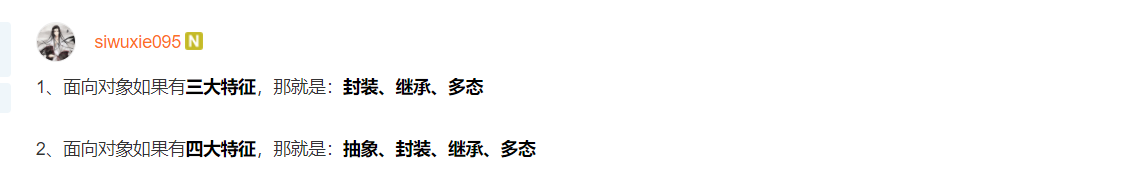 siwuxie095 N
1、面向对象如果有三大特征，那就是：封装、继承、多态
2、面向对象如果有四大特征，那就是：抽象、封装、继承、多态